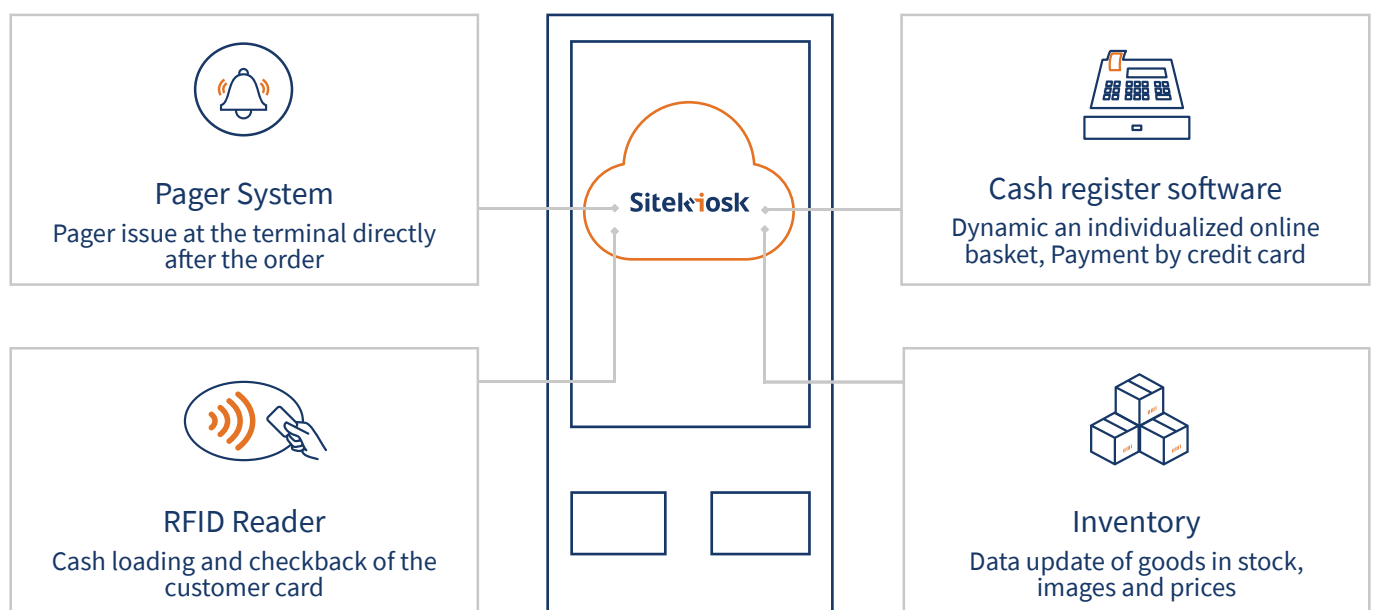 Pager System
Pager issue at the terminal directly
after the order
Sitekiosk
Cash register software
Dynamic an individualized online
basket, Payment by credit card
RFID Reader
Cash loading and checkback of the
customer card
Inventory
Data update of goods in stock,
images and prices